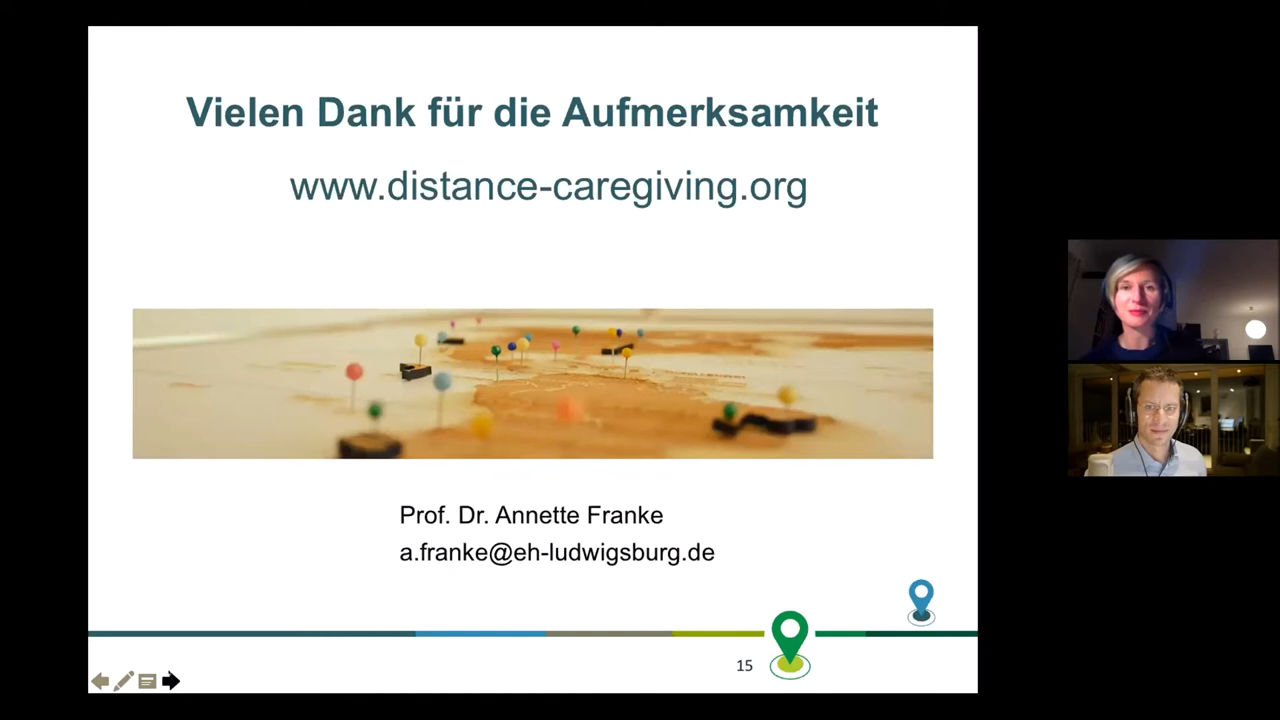 Vielen Dank für die Aufmerksamkeit
www.distance-caregiving.org
Prof. Dr. Annette Franke
a.franke@eh-ludwigsburg.de
15